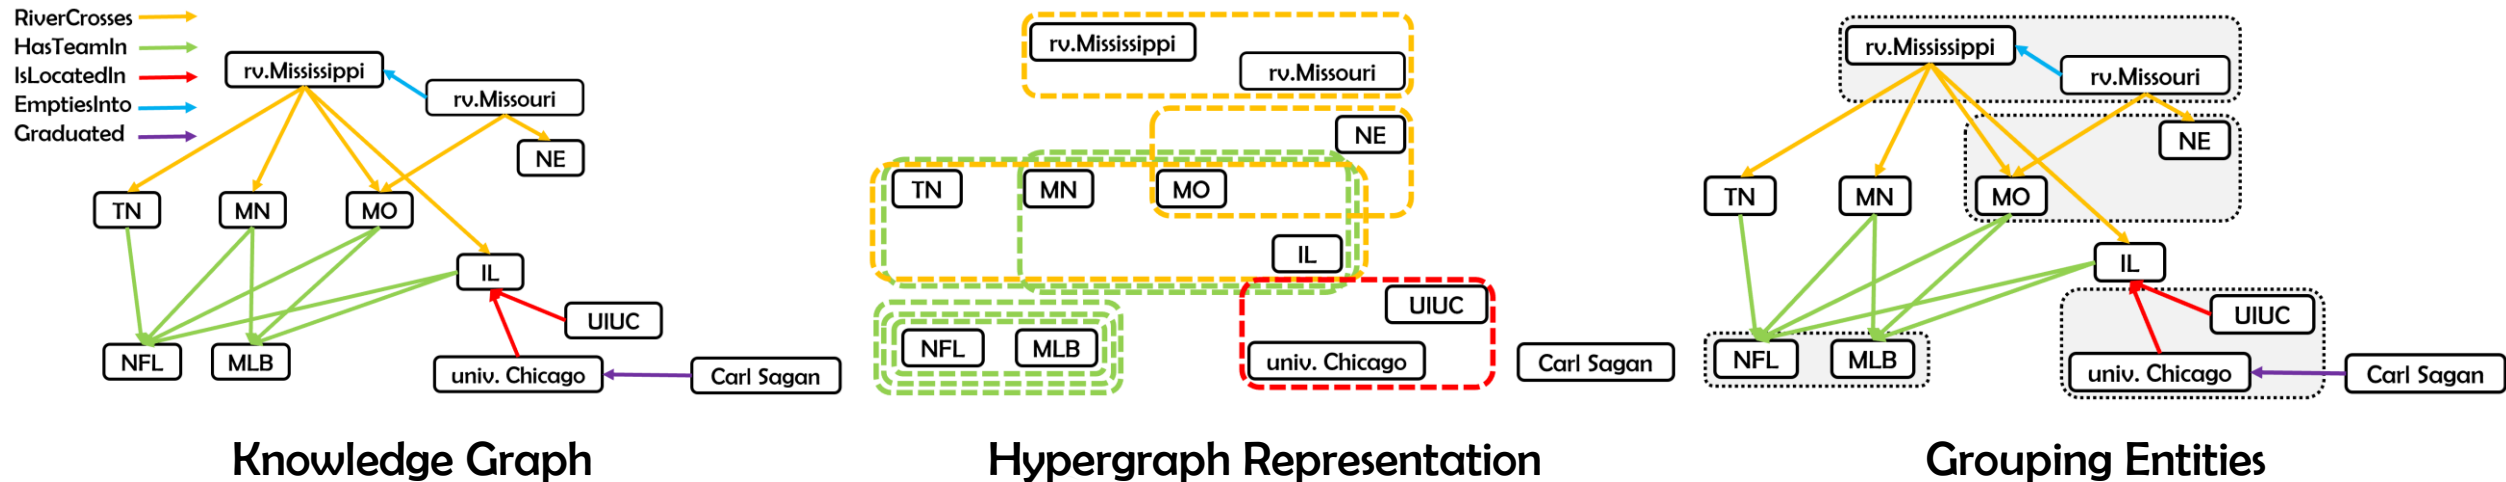 RiverCrosses
HasTeamIn
IsLocatedIn
EmptiesInto
Graduated
rv.Mississippi
rv.Missouri
NE
TN
MN
MO
IL
UIUC
NFL
MLB
univ. Chicago
Carl Sagan
Knowledge Graph
rv.Mississippi
rv.Missouri
NE
TN
MN
MO
IL
UIUC
NFL
MLB
univ. Chicago
Carl Sagan
Hypergraph Representation
rv.Mississippi
rv.Missouri
NE
TN
MN
MO
IL
UIUC
NFL
MLB
univ. Chicago
Carl Sagan
Grouping Entities